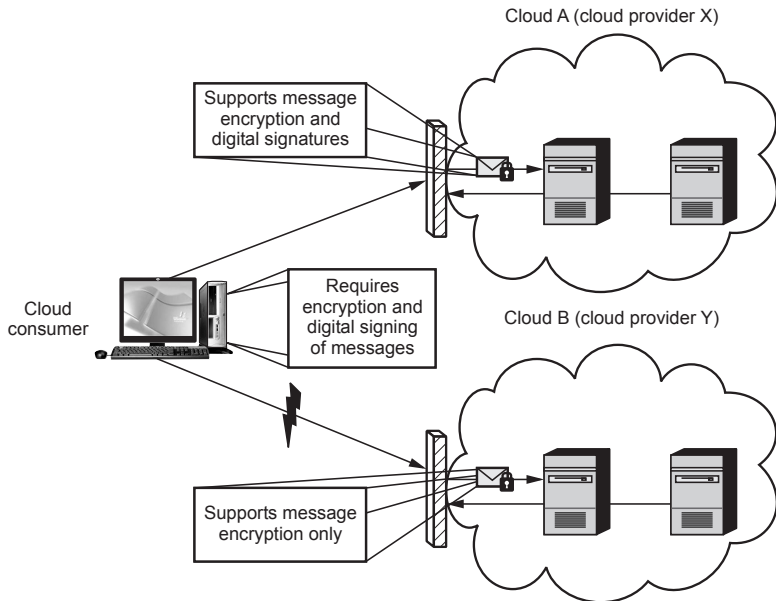 Cloud A (cloud provider X)
Supports message
encryption and
digital signatures
Cloud
consumer
Requires
encryption and
digital signing
of messages
Cloud B (cloud provider Y)
Supports message
encryption only